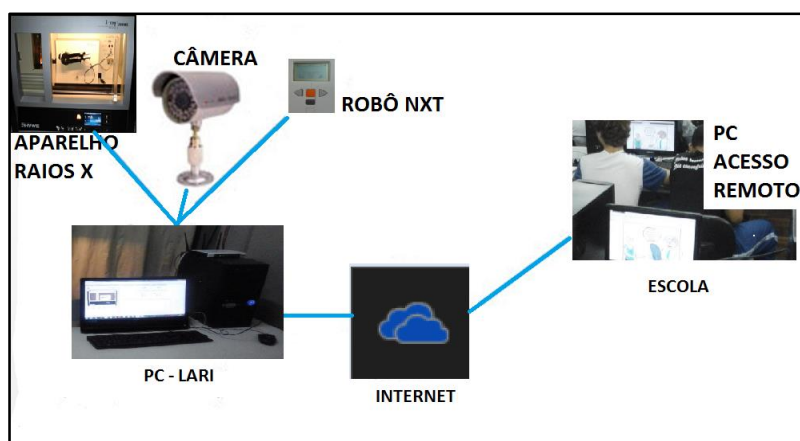 CÂMERA
ROBÔ NXT
APARELHO
RAIOS X
PC
ACESSO
REMOTO
ESCOLA
PC - LARI
INTERNET